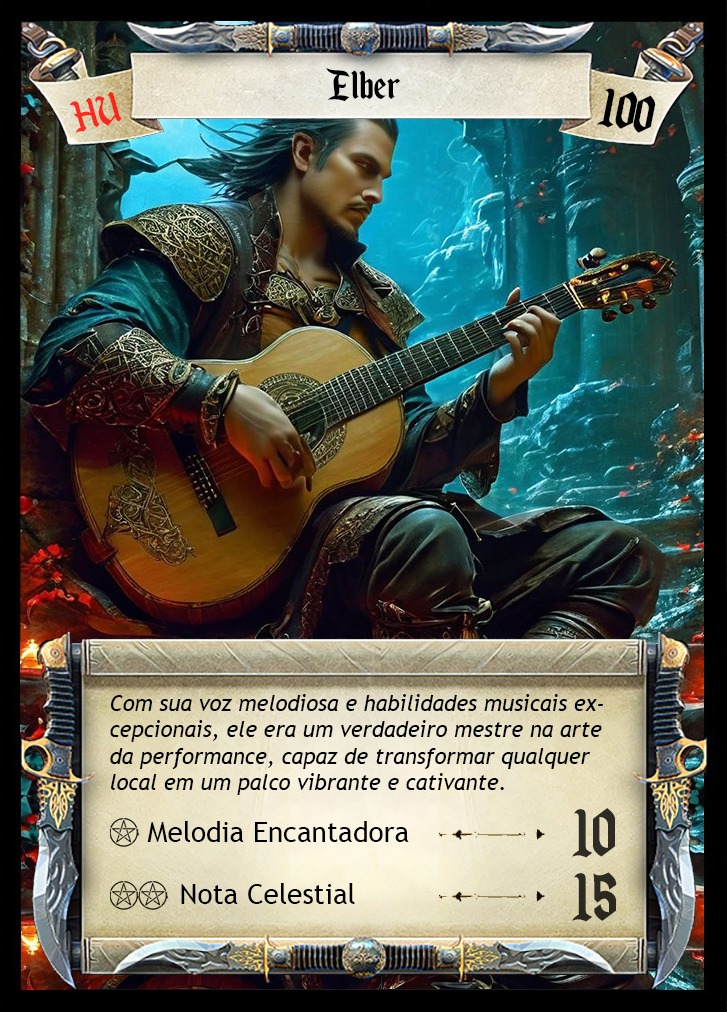 Elber
HU
100
Com sua voz melodiosa e habilidades musicais ex-
cepcionais, ele era um verdadeiro mestre na arte
da performance, capaz de transformar qualquer
local em um palco vibrante e cativante.
Melodia Encantadora 10
Nota Celestial 15